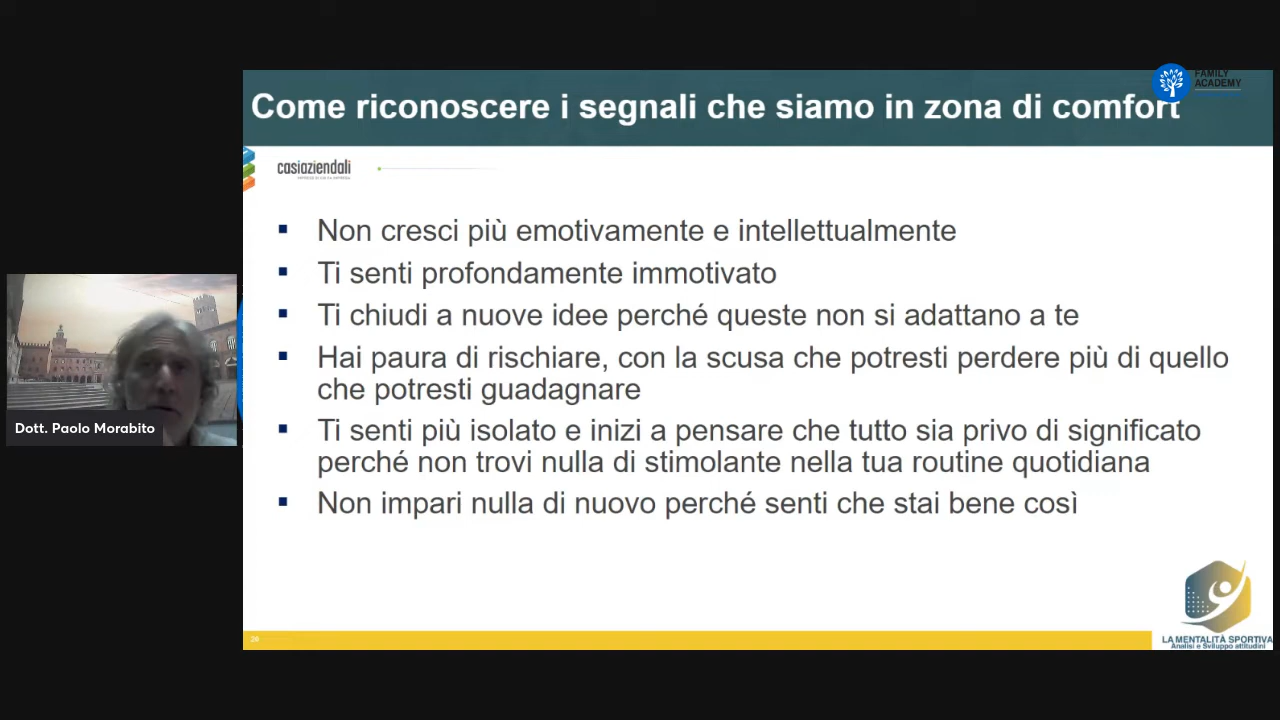 FAMILY
ACADEMY
Come riconoscere i segnali che siamo in zona di comfort
casiaziendali
Non cresci più emotivamente e intellettualmente
Ti senti profondamente immotivato
Ti chiudi a nuove idee perché queste non si adattano a te
Hai paura di rischiare, con la scusa che potresti perdere più di quello
che potresti guadagnare
Ti senti più isolato e inizi a pensare che tutto sia privo di significato
perché non trovi nulla di stimolante nella tua routine quotidiana
Non impari nulla di nuovo perché senti che stai bene così
Dott. Paolo Morabito
LA MENTALITÀ SPORTIVA
Analisi e Sviluppo attitudini